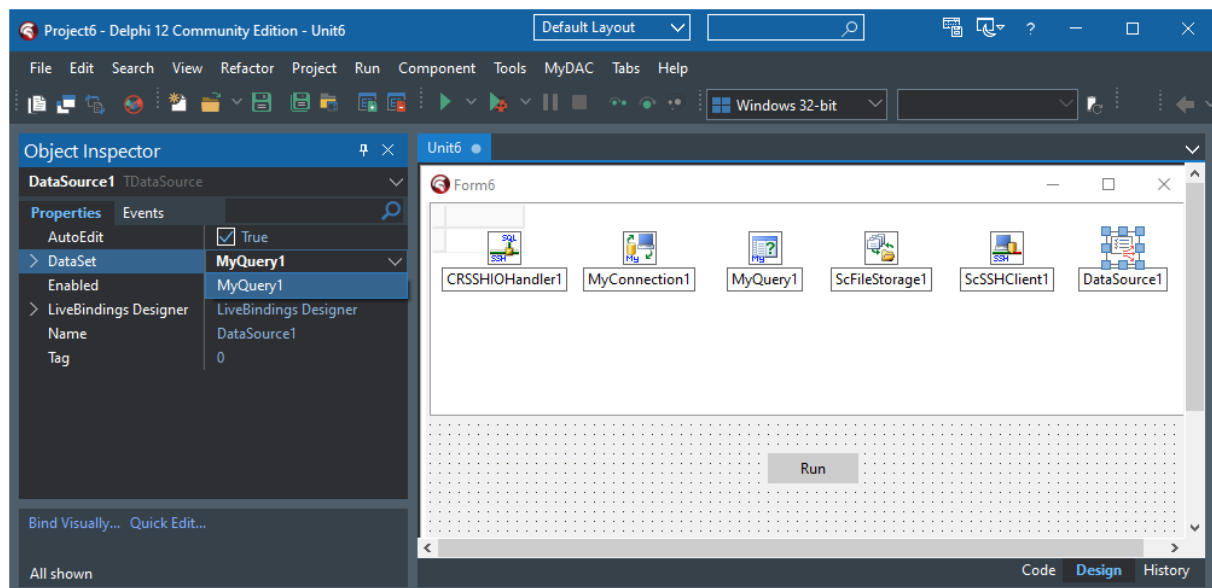 Project6 - Delphi 12 Community Edition - Unit6
Default Layout
?
File Edit Search View Refactor Project Run Component Tools MyDAC Tabs Help
Windows 32-bit
Object Inspector
DataSource1 TDataSource
Properties Events
AutoEdit True
DataSet MyQuery1
Enabled MyQuery1
LiveBindings Designer LiveBindings Designer
Name DataSource1
Tag 0
Bind Visually... Quick Edit...
All shown
Unit6
Form6
SQL
SSH
My
My
?
SSH
CRSSHIOHandler1 MyConnection1 MyQuery1 ScFileStorage1 ScSSHClient1 DataSource1
Run
Code Design History